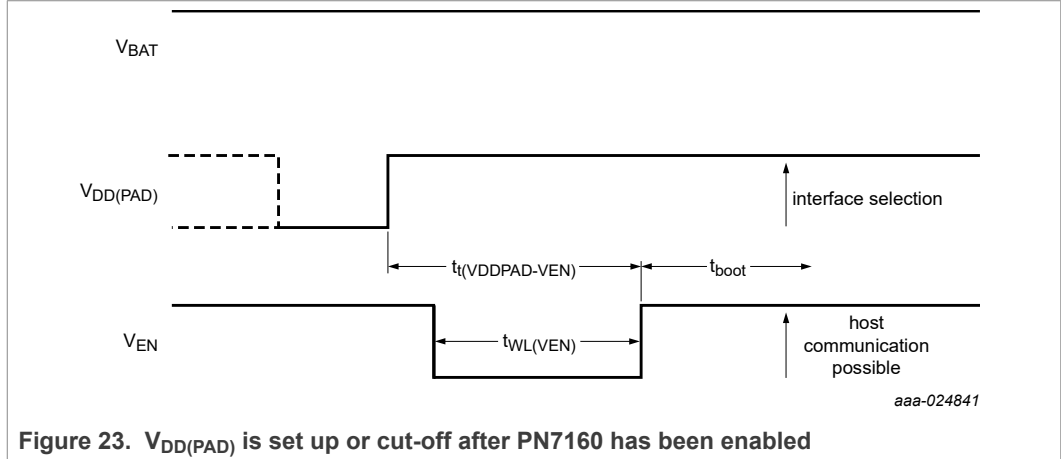 VBAT
VDD(PAD)
interface selection
tt(VDDPAD-VEN)
tboot
VEN
tWL(VEN)
host
communication
possible
aaa-024841
Figure 23. VDD(PAD) is set up or cut-off after PN7160 has been enabled